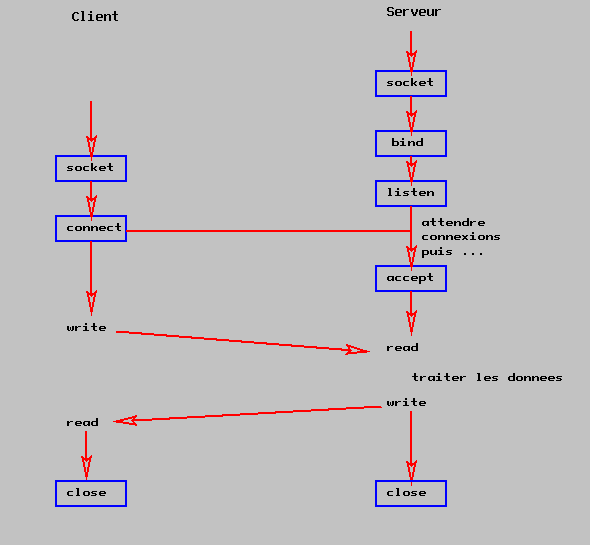 Client
Serveur
socket
bind
socket
listen
connect
attendre
connexions
puis ...
accept
write
read
traiter les donnees
write
read
close
close